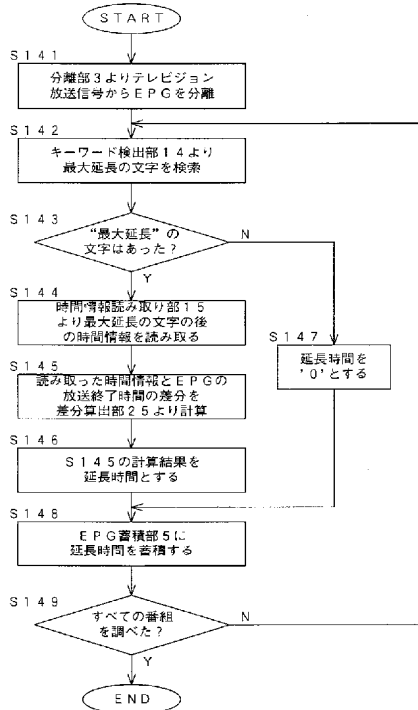 START
S141
分離部3よりテレビジョン
放送信号からEPGを分離
S142
キーワード検出部14より
最大延長の文字を検索
S143
“最大延長”の
文字はあった?
N
Y
S144
時間情報読み取り部15
より最大延長の文字の後
の時間情報を読み取る
S147
延長時間を
'0'とする
S145
読み取った時間情報とEPGの
放送終了時間の差分を
差分算出部25より計算
S146
S145の計算結果を
延長時間とする
S148
EPG蓄積部5に
延長時間を蓄積する
S149
すべての番組
を調べた?
N
Y
END